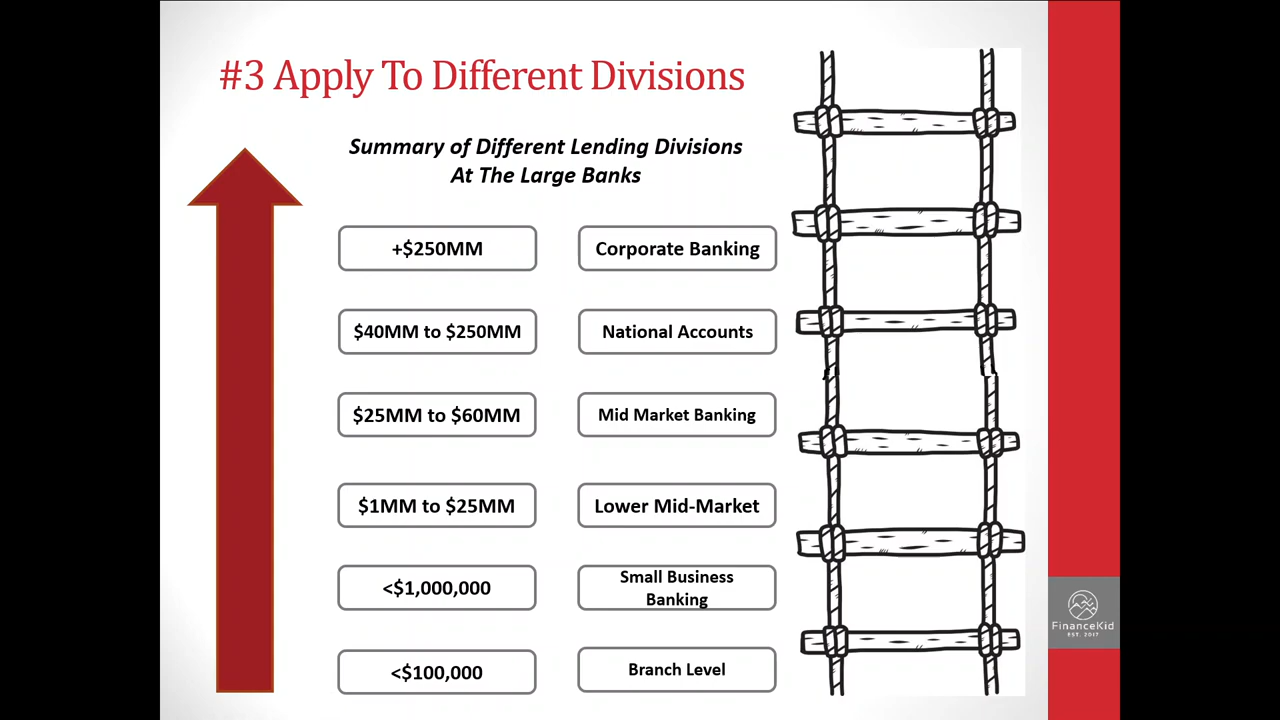 #3 Apply To Different Divisions
Summary of Different Lending Divisions
At The Large Banks
+$250MM
Corporate Banking
$40MM to $250MM
National Accounts
$25MM to $60MM
Mid Market Banking
$1MM to $25MM
Lower Mid-Market
<$1,000,000
Small Business
Banking
<$100,000
Branch Level
FinanceKid
EST. 2017